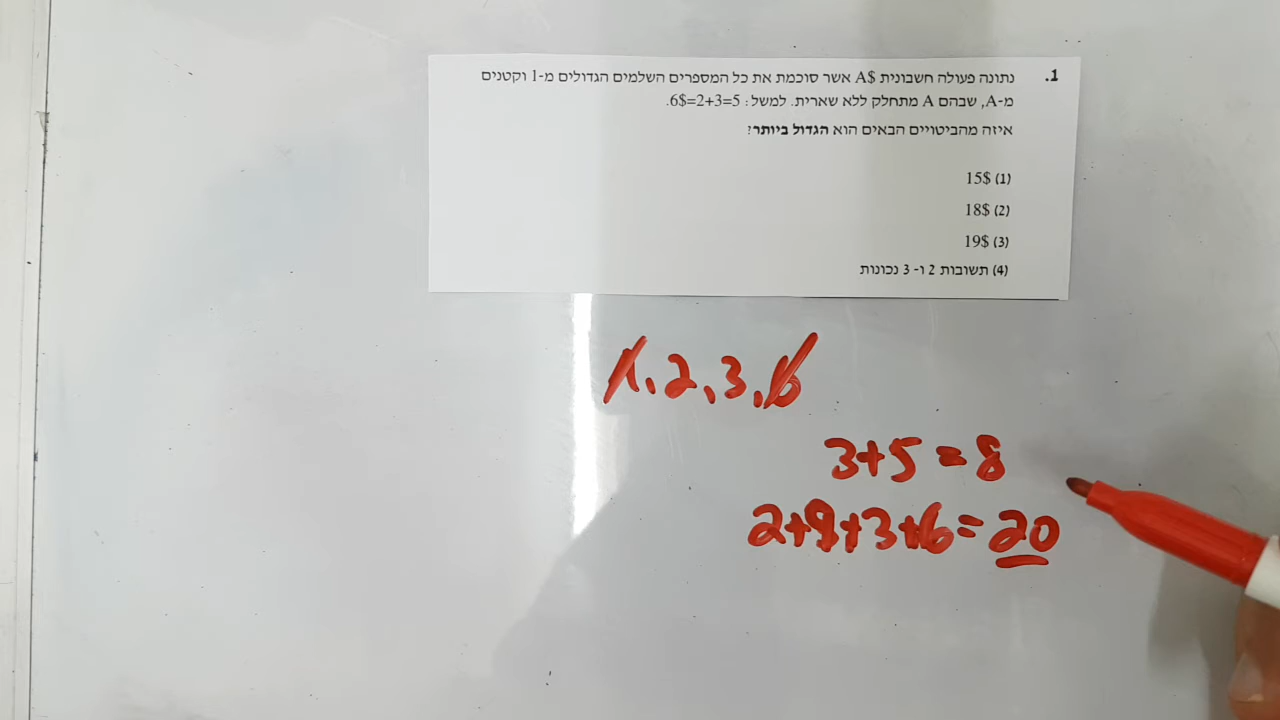 1. נתונה פעולה חשבונית A$ אשר סוכמת את כל המספרים השלמים הגדולים מ-1 וקטנים
מ-A, שבהם A מתחלק ללא שארית. למשל: 6$=2+3=5.
איזה מהביטויים הבאים הוא הגדול ביותר?
(1) 15$
(2) 18$
(3) 19$
(4) תשובות 2 ו- 3 נכונות
1,2,3,6
3+5=8
2+9+3+6=20